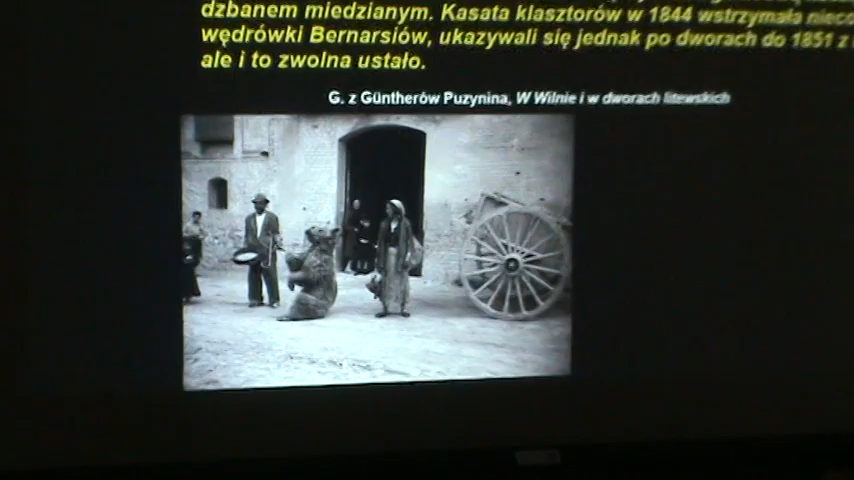 dzbanem miedzianym. Kasata klasztorów w 1844 wstrzymała nieco
wędrówki Bernarsiów, ukazywali się jednak po dworach do 1851 z
ale i to zwolna ustało.
G. z Güntherów Puzynina, W Wilnie i w dworach litewskich